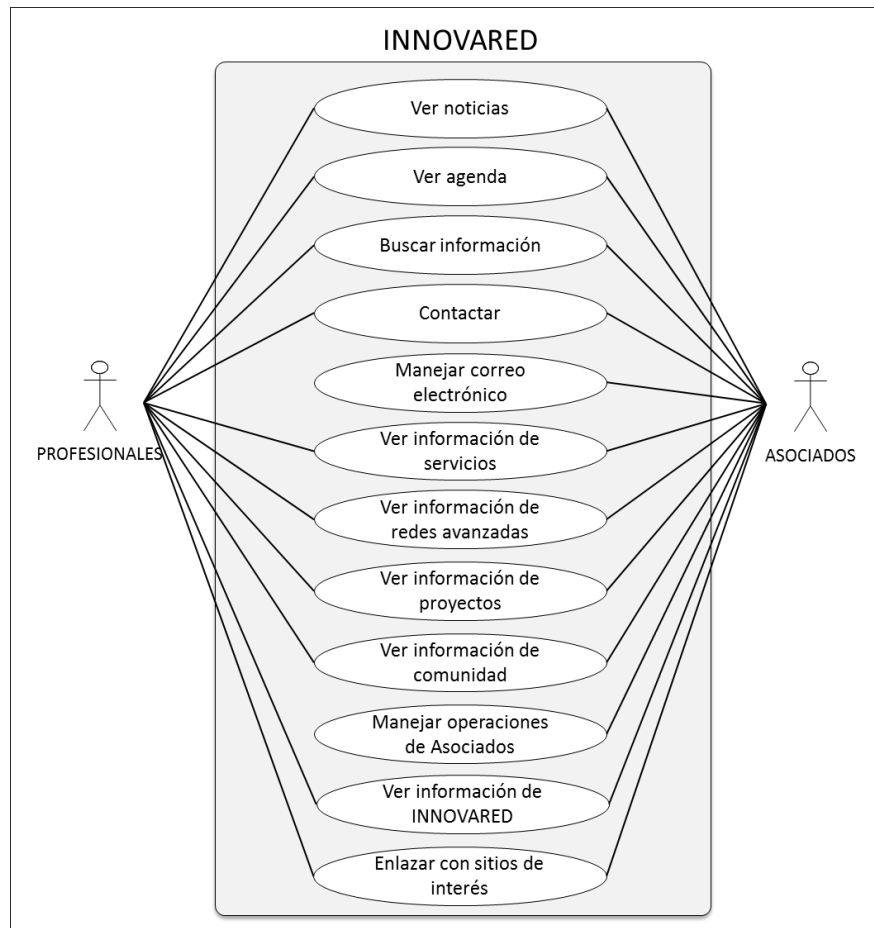 INNOVARED
Ver noticias
Ver agenda
Buscar información
Contactar
Manejar correo
electrónico
PROFESIONALES
ASOCIADOS
Ver información de
servicios
Ver información de
redes avanzadas
Ver información de
proyectos
Ver información de
comunidad
Manejar operaciones
de Asociados
Ver información de
INNOVARED
Enlazar con sitios de
interés